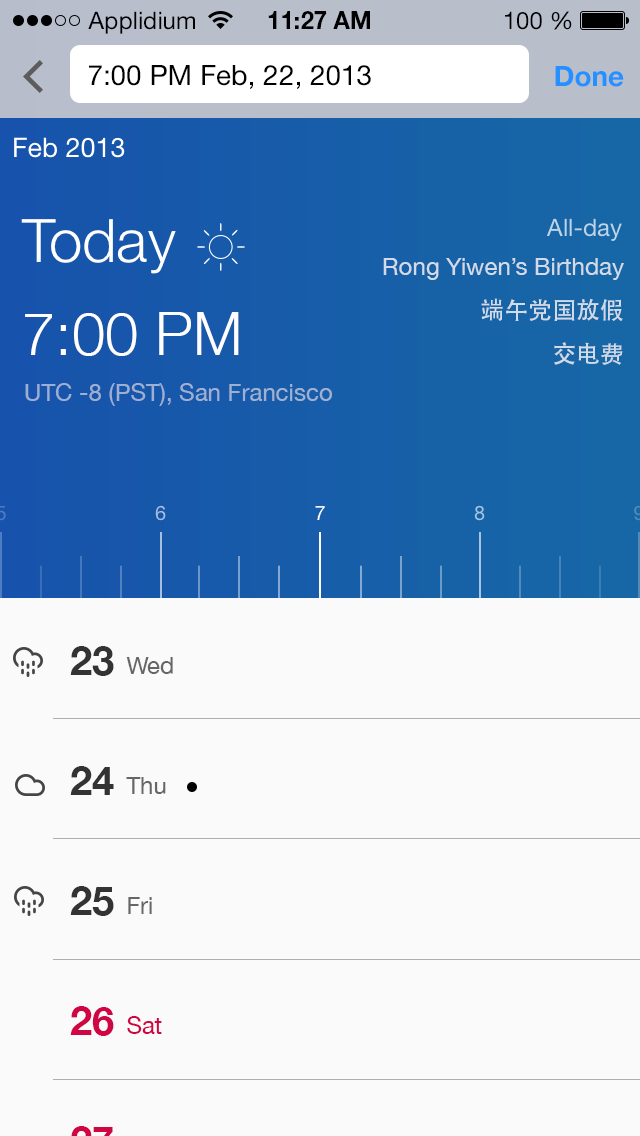 Applidium 11:27 AM 100 %
7:00 PM Feb, 22, 2013 Done
Feb 2013
Today
All-day
Rong Yiwen’s Birthday
端午党国放假
交电费
7:00 PM
UTC -8 (PST), San Francisco
5 6 7 8 9
23 Wed
24 Thu
25 Fri
26 Sat
27